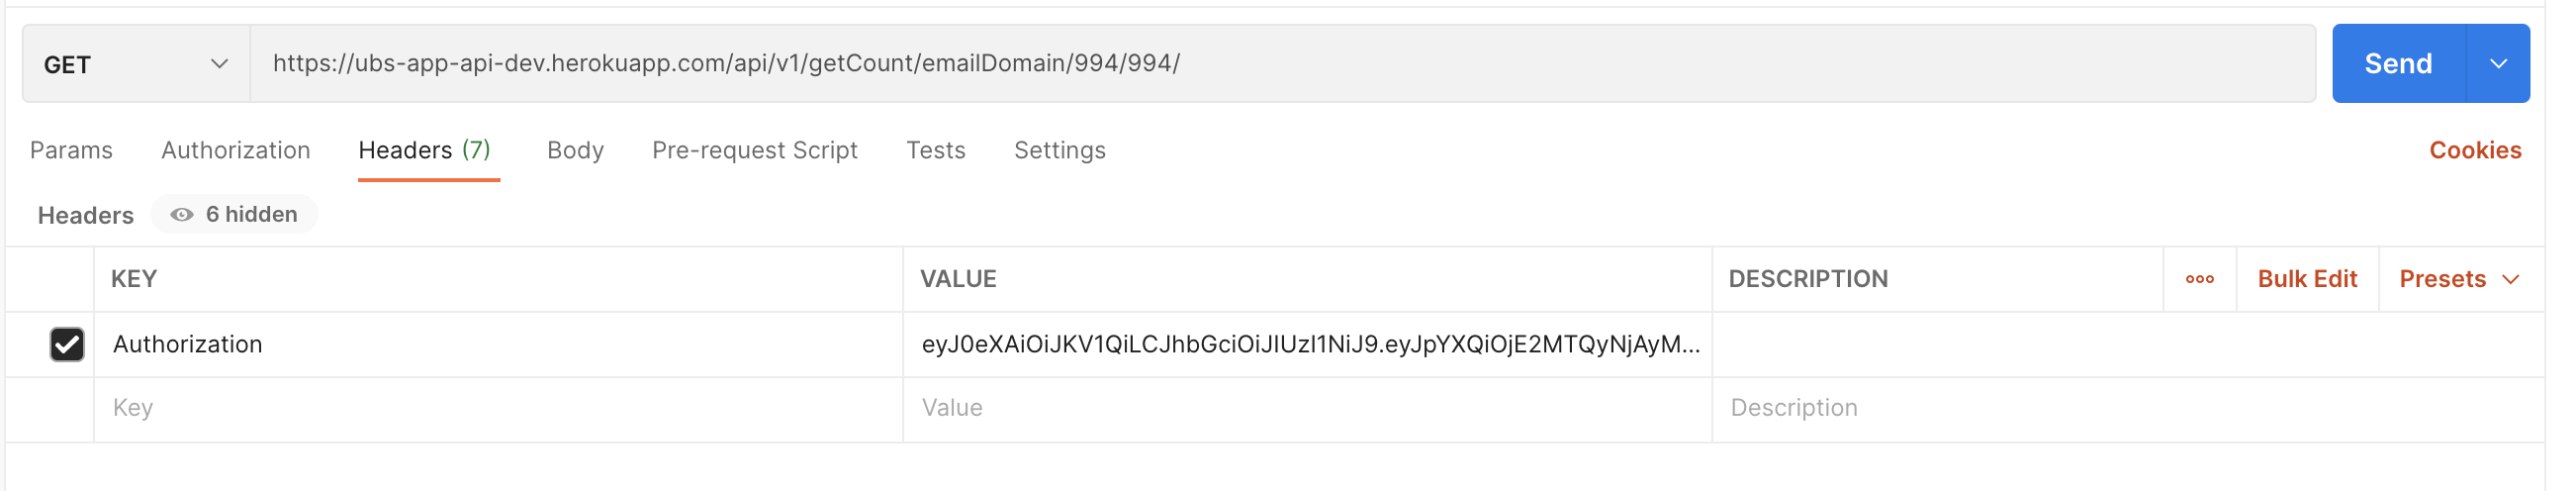 GET https://ubs-app-api-dev.herokuapp.com/api/v1/getCount/emailDomain/994/994/ Send
Params Authorization Headers (7) Body Pre-request Script Tests Settings Cookies
Headers 6 hidden
KEY VALUE DESCRIPTION Bulk Edit Presets
Authorization eyJ0eXAiOiJKV1QiLCJhbGciOiJIUzI1NiJ9.eyJpYXQiOjE2MTQyNjAyM...
Key Value Description